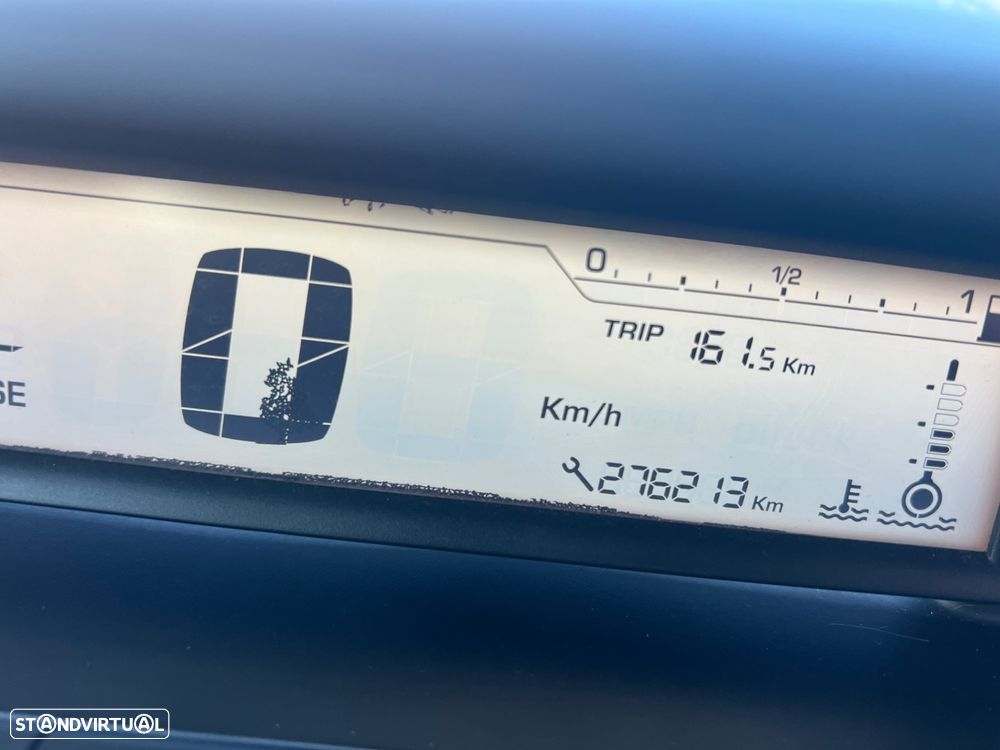 0 1/2 1
TRIP 161.5 Km
SE
0
Km/h
276213 Km
STANDVIRTUAL